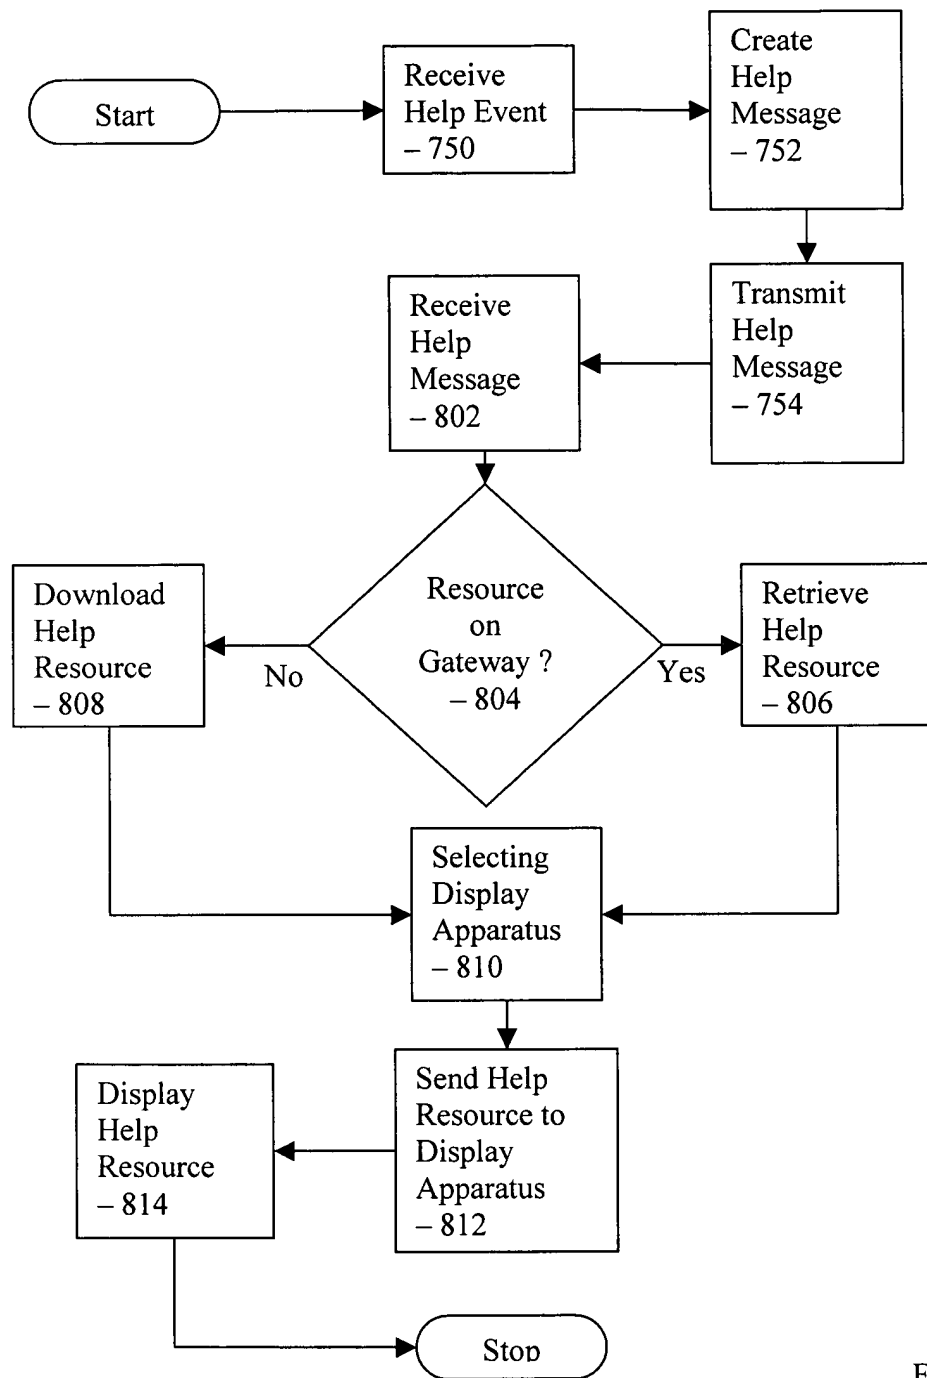 Start
Receive
Help Event
– 750
Create
Help
Message
– 752
Receive
Help
Message
– 802
Transmit
Help
Message
– 754
Download
Help
Resource
– 808
No
Resource
on
Gateway ?
– 804
Yes
Retrieve
Help
Resource
– 806
Selecting
Display
Apparatus
– 810
Display
Help
Resource
– 814
Send Help
Resource to
Display
Apparatus
– 812
Stop